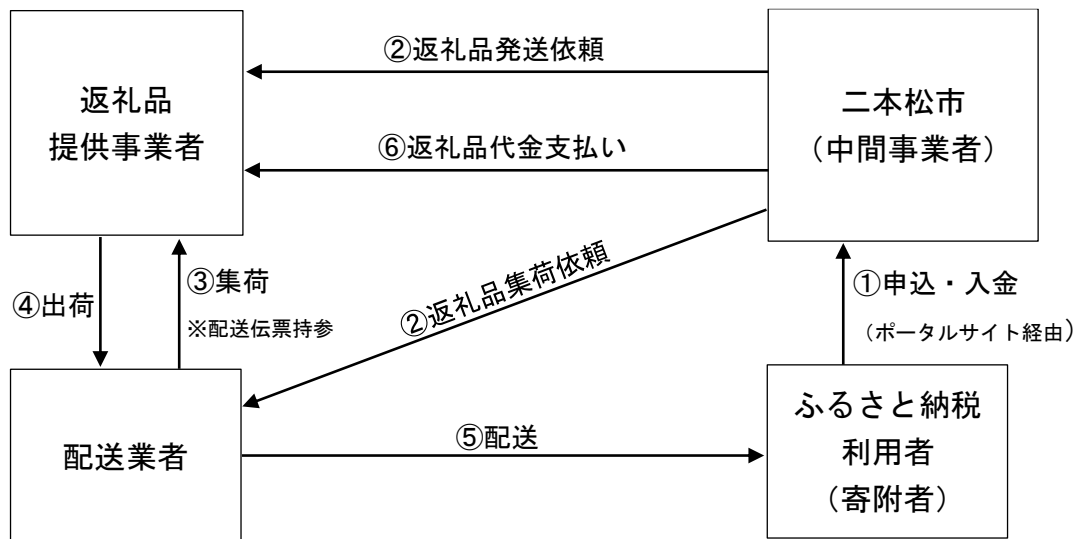 ②返礼品発送依頼
返礼品
提供事業者
二本松市
（中間事業者）
⑥返礼品代金支払い
②返礼品集荷依頼
③集荷
※配送伝票持参
④出荷
①申込・入金
（ポータルサイト経由）
配送業者
⑤配送
ふるさと納税
利用者
（寄附者）